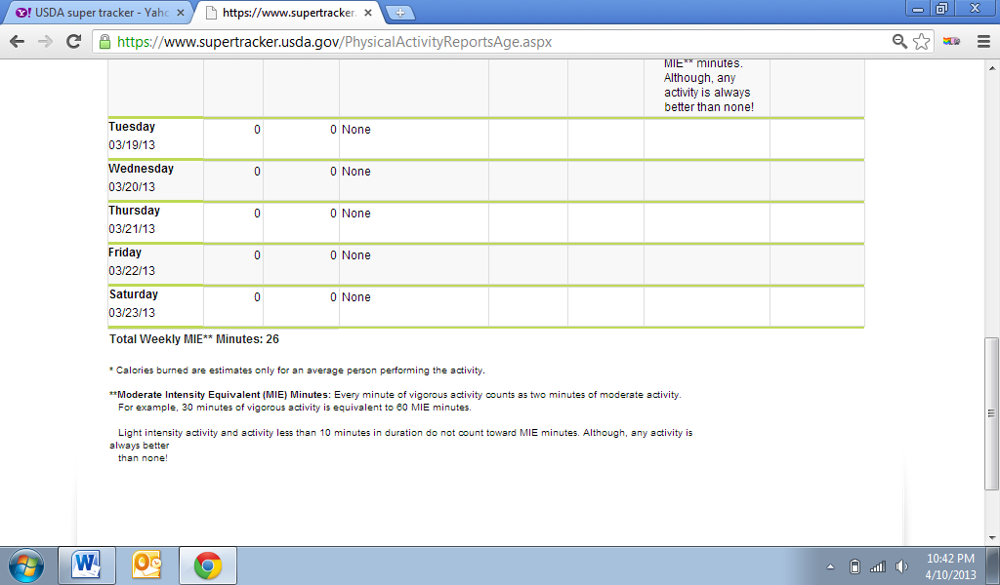 USDA super tracker - Yaho
https://www.supertracker.
https://www.supertracker.usda.gov/PhysicalActivityReportsAge.aspx
MIE** minutes.
Although, any
activity is always
better than none!
Tuesday 0 0 None
03/19/13
Wednesday 0 0 None
03/20/13
Thursday 0 0 None
03/21/13
Friday 0 0 None
03/22/13
Saturday 0 0 None
03/23/13
Total Weekly MIE** Minutes: 26
* Calories burned are estimates only for an average person performing the activity.
**Moderate Intensity Equivalent (MIE) Minutes: Every minute of vigorous activity counts as two minutes of moderate activity.
For example, 30 minutes of vigorous activity is equivalent to 60 MIE minutes.
Light intensity activity and activity less than 10 minutes in duration do not count toward MIE minutes. Although, any activity is
always better
than none!
10:42 PM
4/10/2013